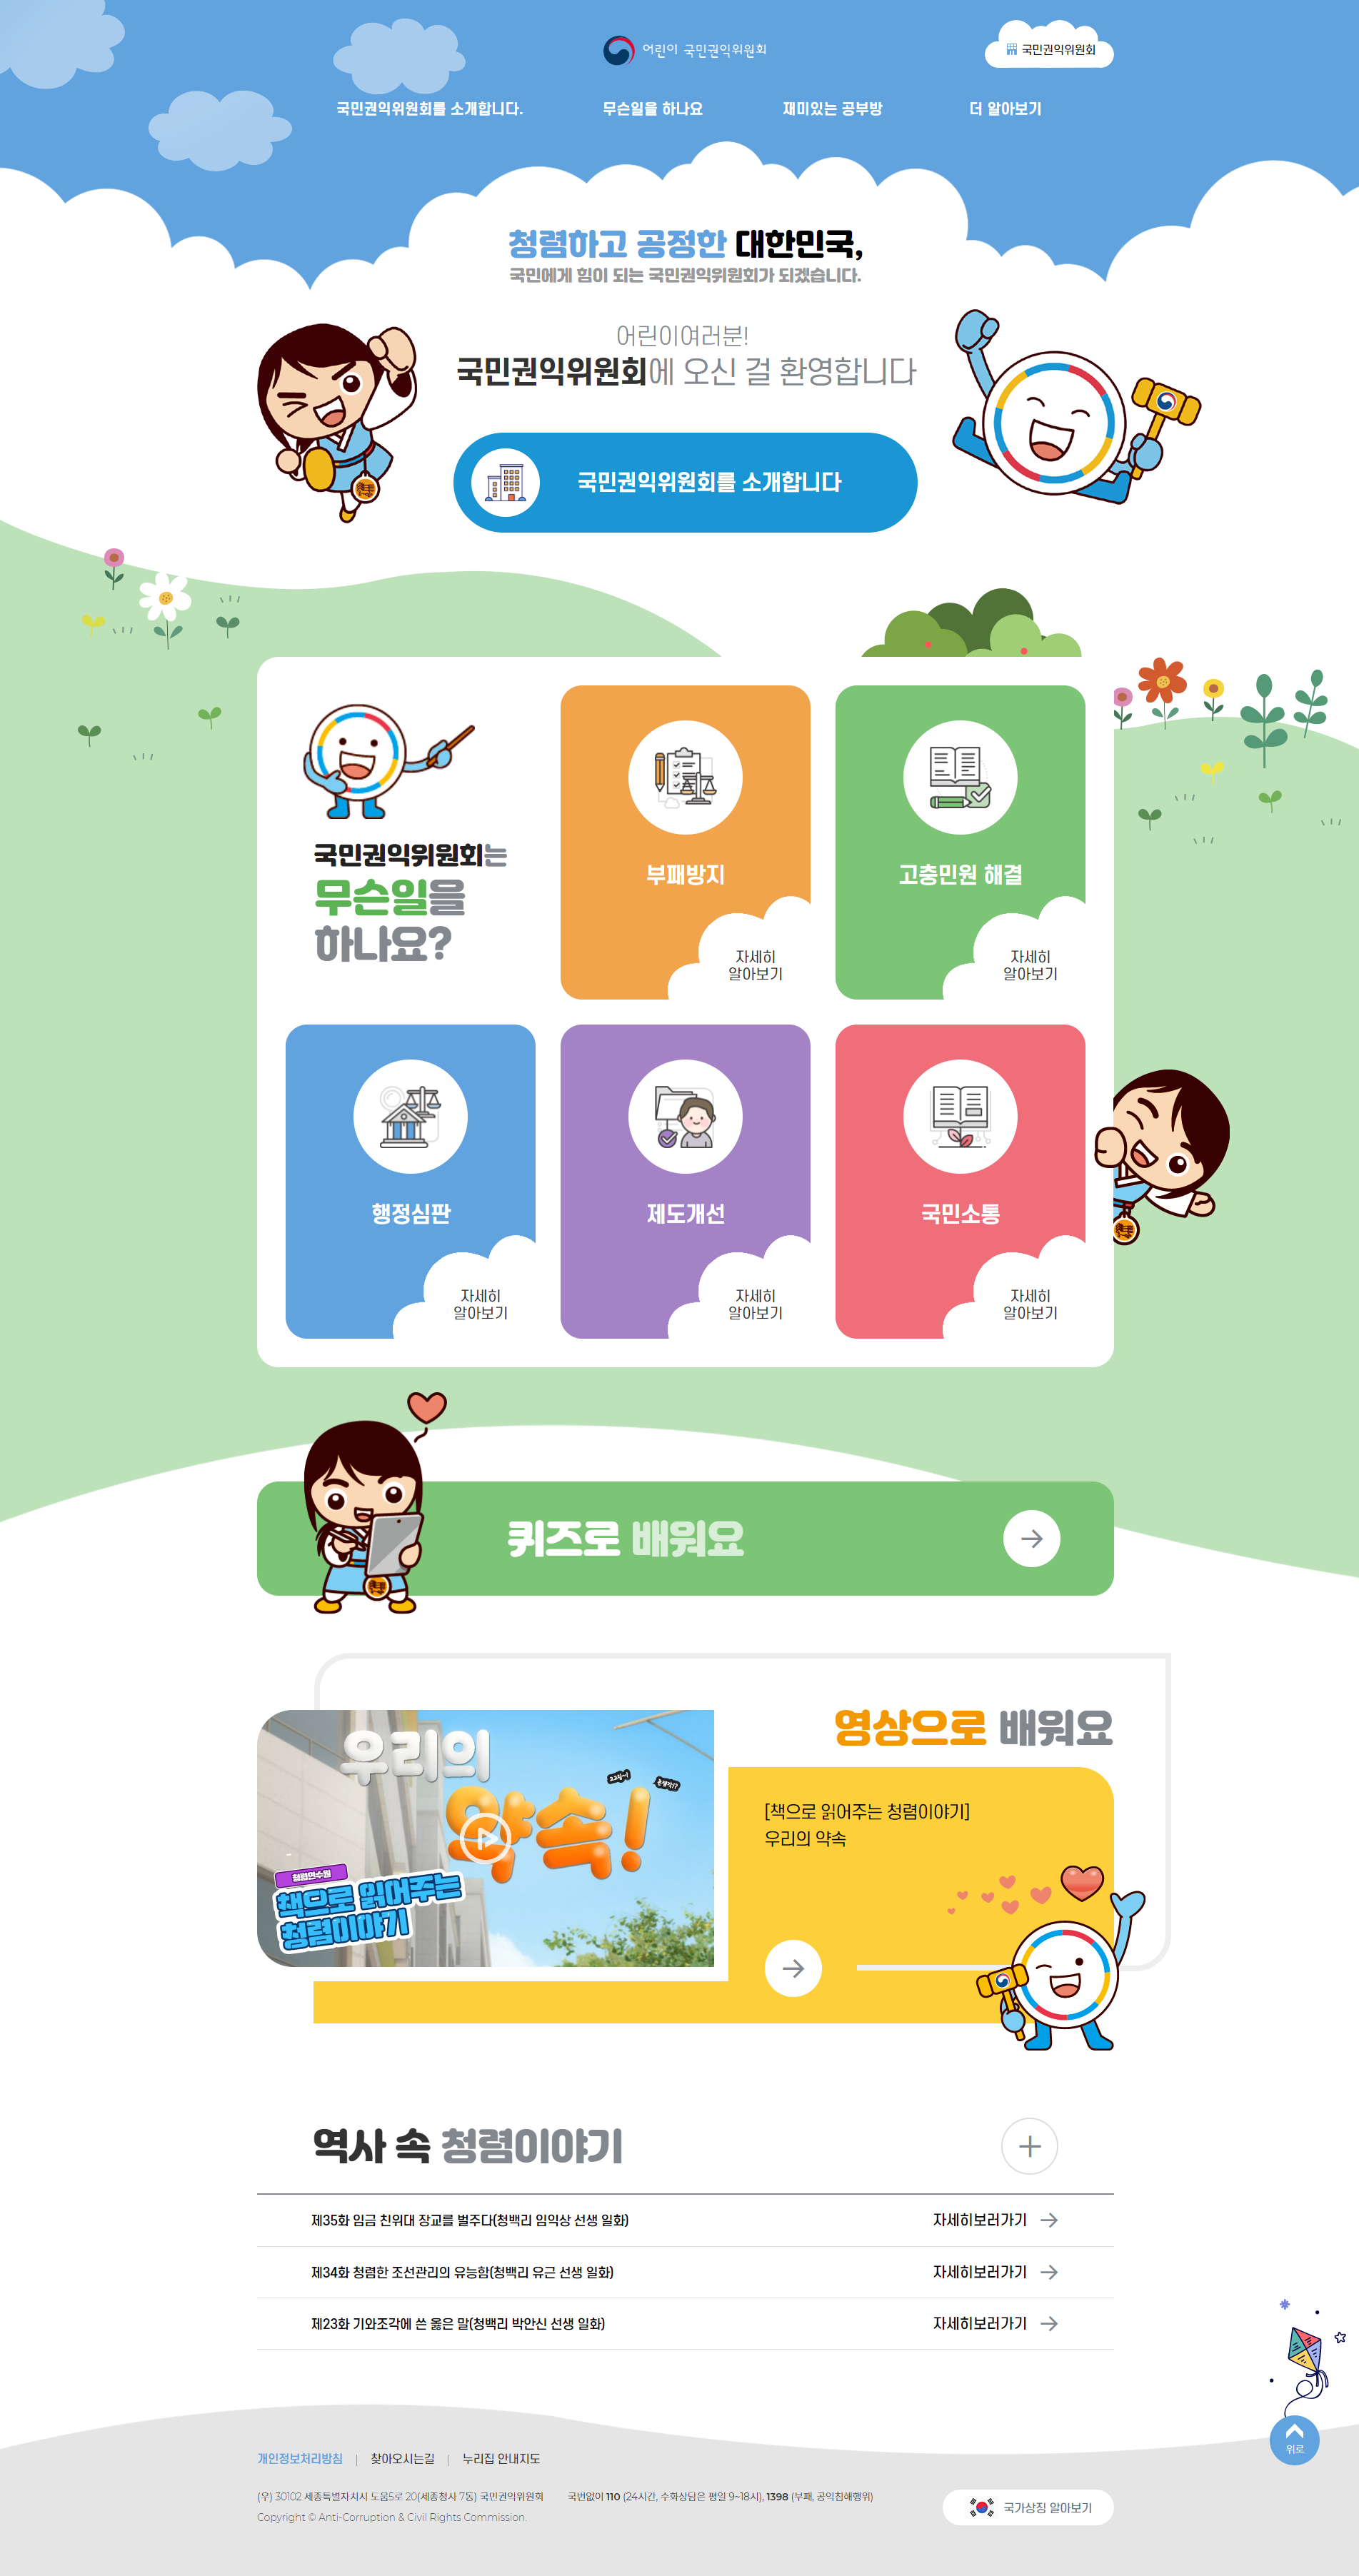 어린이 국민권익위원회
국민권익위원회
국민권익위원회를 소개합니다.
무슨일을 하나요
재미있는 공부방
더 알아보기
청렴하고 공정한 대한민국,
국민에게 힘이 되는 국민권익위원회가 되겠습니다.
어린이여러분!
국민권익위원회에 오신 걸 환영합니다
국민권익위원회를 소개합니다
국민권익위원회는
무슨일을
하나요?
부패방지
자세히
알아보기
고충민원 해결
자세히
알아보기
행정심판
자세히
알아보기
제도개선
자세히
알아보기
국민소통
자세히
알아보기
퀴즈로 배워요
우리의
약속!
청렴연수원
책으로 읽어주는
청렴이야기
영상으로 배워요
[책으로 읽어주는 청렴이야기]
우리의 약속
역사 속 청렴이야기
제35화 임금 친위대 장교를 벌주다(청백리 임익상 선생 일화)
자세히보러가기
제34화 청렴한 조선관리의 유능함(청백리 유근 선생 일화)
자세히보러가기
제23화 기와조각에 쓴 옳은 말(청백리 박안신 선생 일화)
자세히보러가기
위로
개인정보처리방침
찾아오시는길
누리집 안내지도
(우) 30102 세종특별자치시 도움5로 20(세종청사 7동) 국민권익위원회
국번없이 110 (24시간, 수화상담은 평일 9~18시), 1398 (부패, 공익침해행위)
Copyright © Anti-Corruption & Civil Rights Commission.
국가상징 알아보기